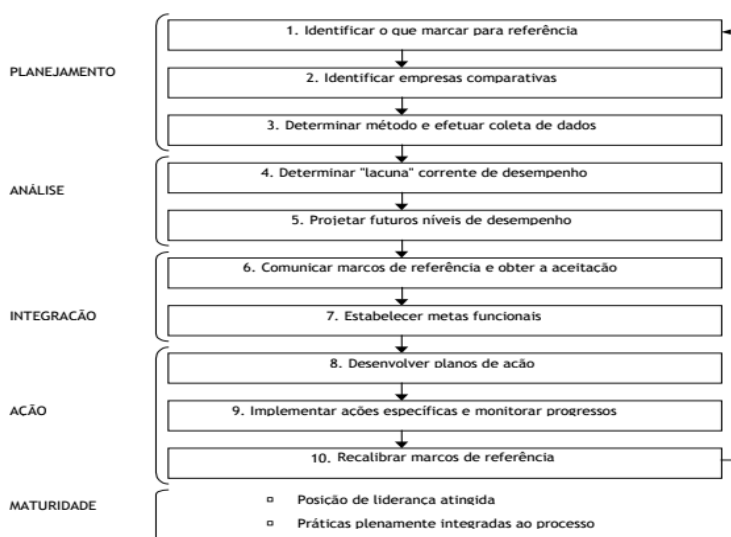 1. Identificar o que marcar para referência
PLANEJAMENTO
2. Identificar empresas comparativas
3. Determinar método e efetuar coleta de dados
4. Determinar "lacuna" corrente de desempenho
ANÁLISE
5. Projetar futuros níveis de desempenho
6. Comunicar marcos de referência e obter a aceitação
INTEGRACÃO
7. Estabelecer metas funcionais
8. Desenvolver planos de ação
AÇÃO
9. Implementar ações específicas e monitorar progressos
10. Recalibrar marcos de referência
MATURIDADE
Posição de liderança atingida
Práticas plenamente integradas ao processo